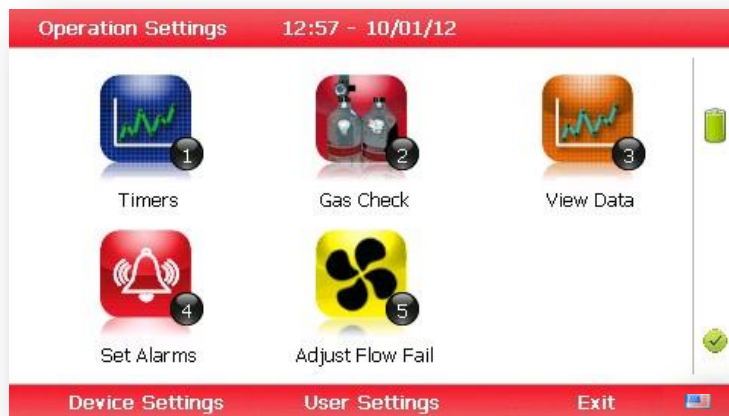 Operation Settings 12:57 - 10/01/12
1 2 3
Timers Gas Check View Data
4 5
Set Alarms Adjust Flow Fail
Device Settings User Settings Exit